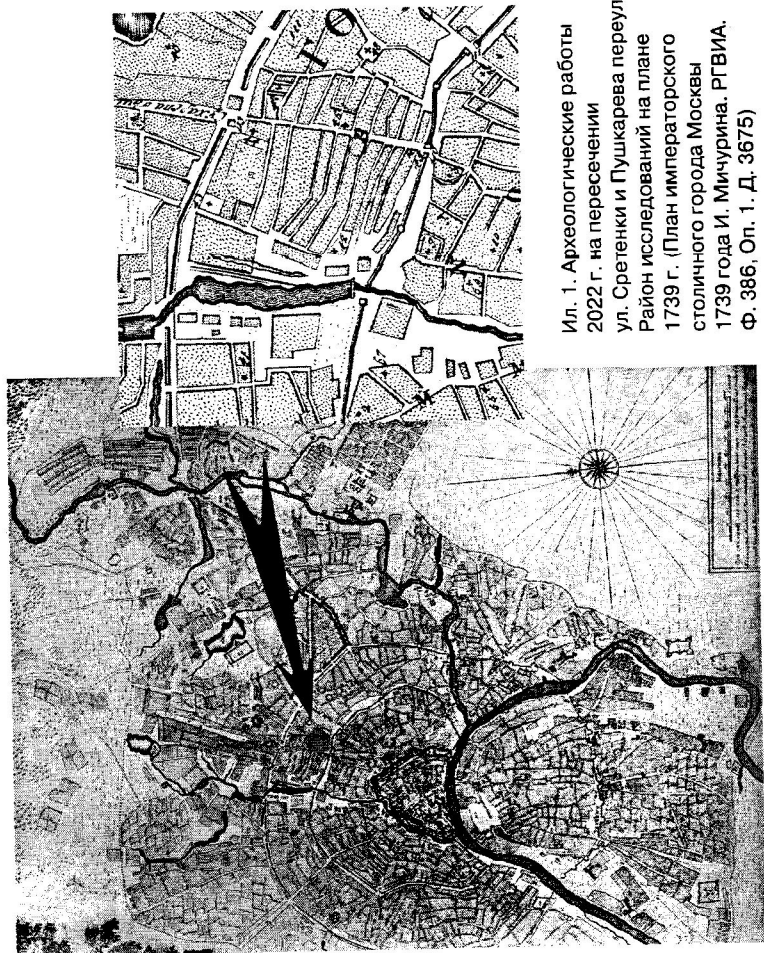 Ил. 1. Археологические работы
2022 г. на пересечении
ул. Сретенки и Пушкарева переул
Район исследований на плане
1739 г. (План императорского
столичного города Москвы
1739 года И. Мичурина. РГВИА.
Ф. 386, Оп. 1. Д. 3675)